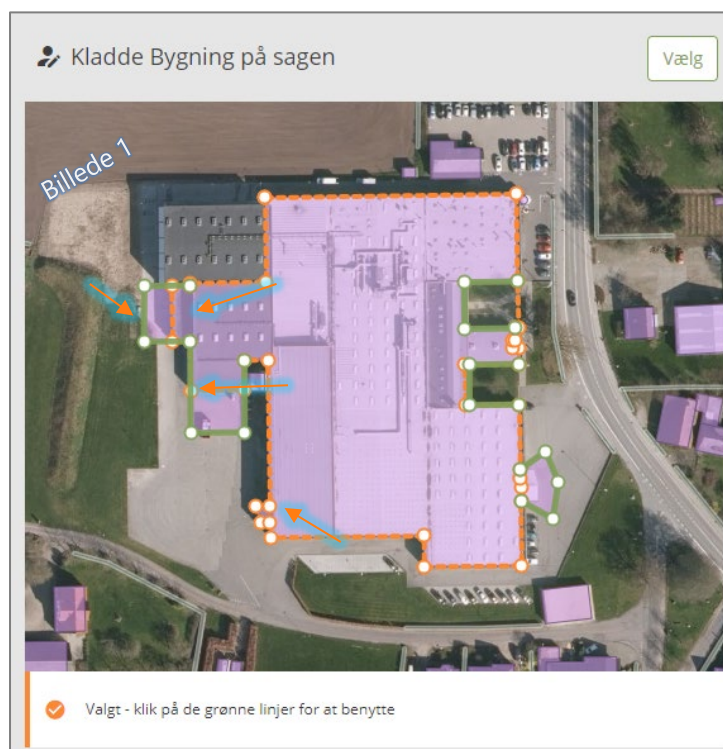 Kladde Bygning på sagen
Vælg
Billede 1
Valgt - klik på de grønne linjer for at benytte